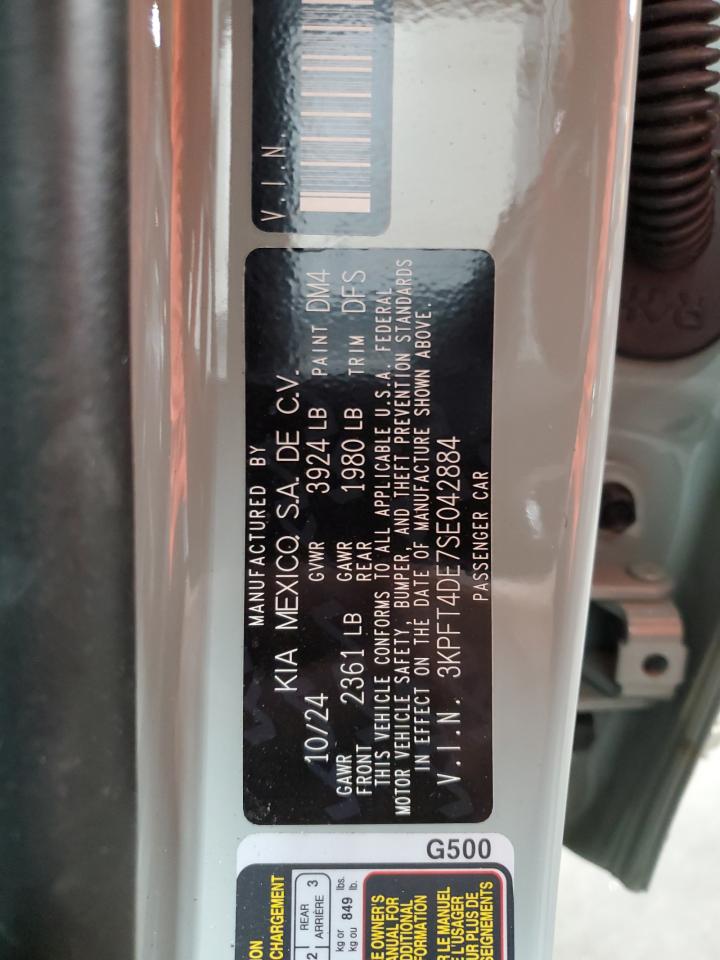 V.I.N.
MANUFACTURED BY
KIA MEXICO, S.A. DE C.V.
10/24 GVWR 3924 LB PAINT DM4
GAWR FRONT 2361 LB GAWR REAR 1980 LB TRIM DFS
THIS VEHICLE CONFORMS TO ALL APPLICABLE U.S.A. FEDERAL
MOTOR VEHICLE SAFETY, BUMPER, AND THEFT PREVENTION STANDARDS
IN EFFECT ON THE DATE OF MANUFACTURE SHOWN ABOVE.
V.I.N. 3KPFT4DE7SE042884
PASSENGER CAR
G500
CHARGEMENT
2 REAR ARRIÈRE 3
kg or lbs.
kg ou 849 lb.
E OWNER'S
MANUAL FOR
ADDITIONAL
FORMATION
R LE MANUEL
L'USAGER
UR PLUS DE
SEIGNEMENTS